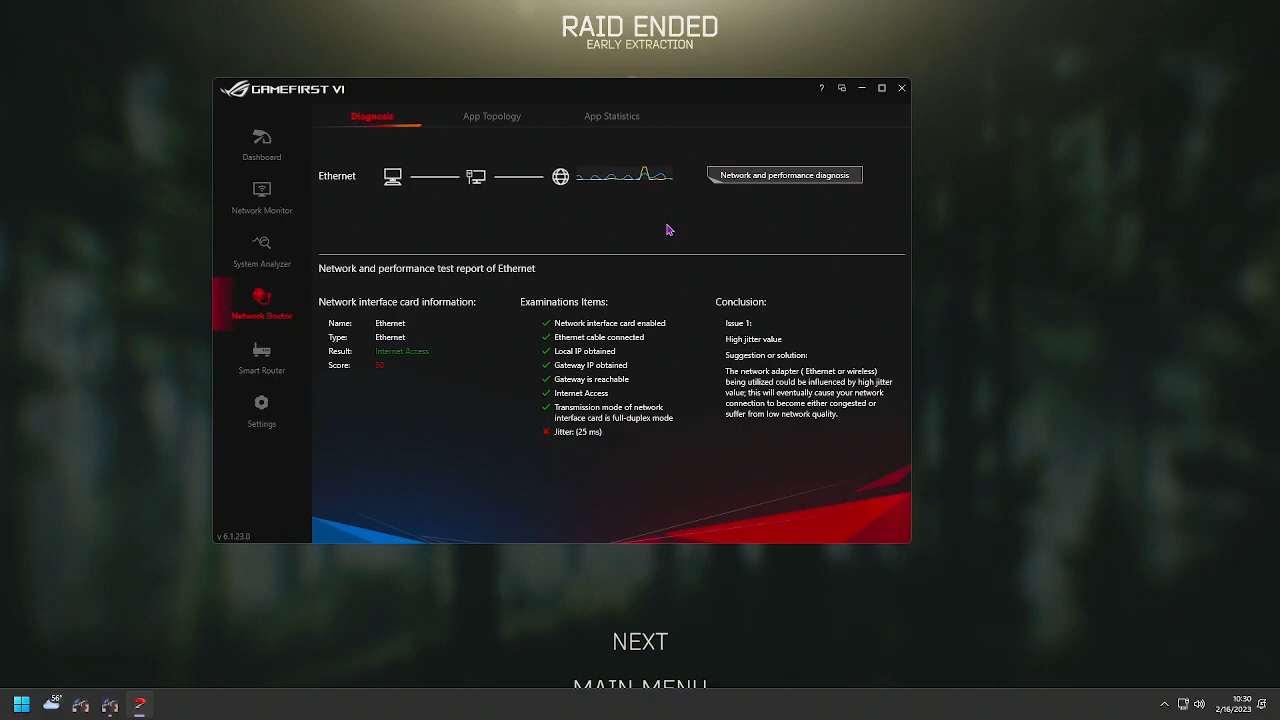 RAID ENDED
EARLY EXTRACTION
GAMEFIRST VI
?
Diagnosis
App Topology
App Statistics
Dashboard
Network Monitor
System Analyzer
Network Doctor
Smart Router
Settings
v 6.1.23.0
Ethernet
Network and performance diagnosis
Network and performance test report of Ethernet
Network interface card information:
Name: Ethernet
Type: Ethernet
Result: Internet Access
Score: 50
Examinations Items:
Network interface card enabled
Ethernet cable connected
Local IP obtained
Gateway IP obtained
Gateway is reachable
Internet Access
Transmission mode of network
interface card is full-duplex mode
Jitter: (25 ms)
Conclusion:
Issue 1:
High jitter value
Suggestion or solution:
The network adapter ( Ethernet or wireless)
being utilized could be influenced by high jitter
value; this will eventually cause your network
connection to become either congested or
suffer from low network quality.
NEXT
MAIN MENU
56°
10:30
2/16/2023